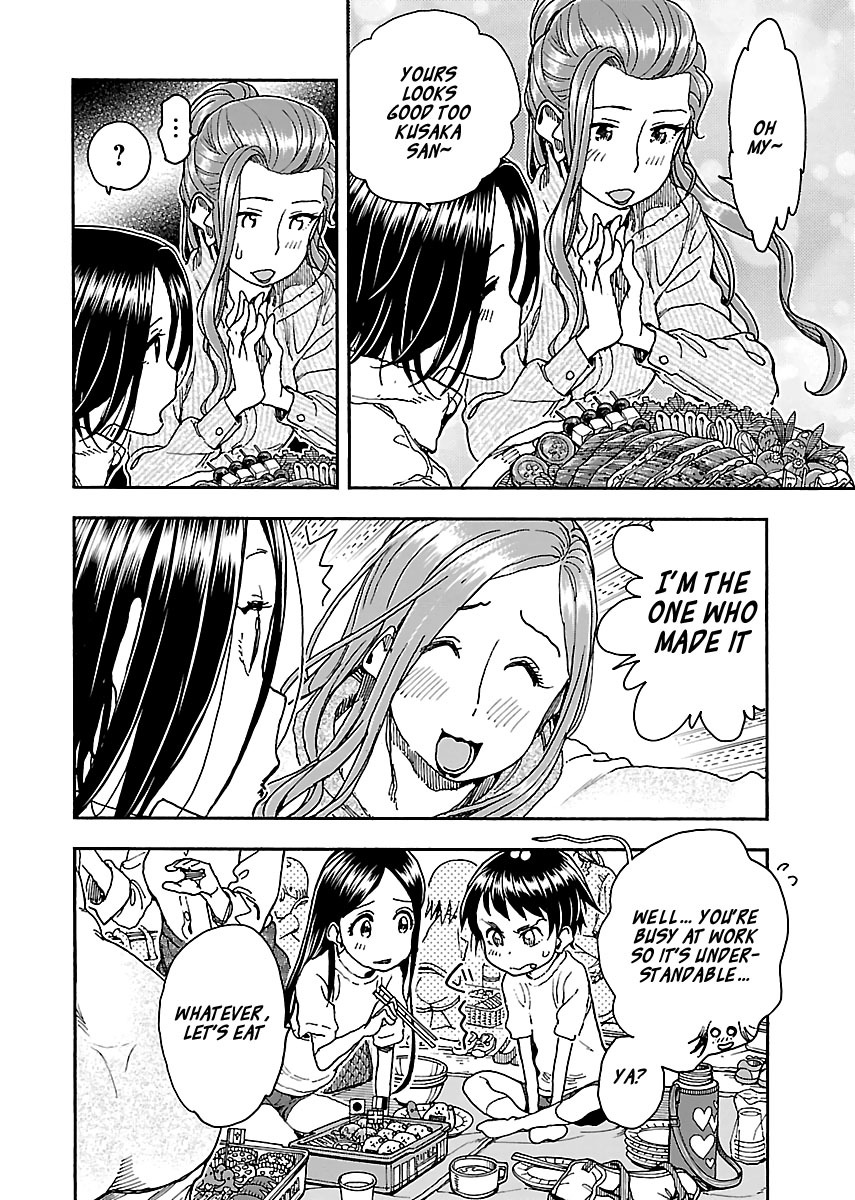 OH
MY~
YOURS
LOOKS
GOOD TOO
KUSAKA
SAN~
...
?
I'M THE
ONE WHO
MADE IT
WELL... YOU'RE
BUSY AT WORK
SO IT'S UNDER-
STANDABLE...
YA?
WHATEVER,
LET'S EAT